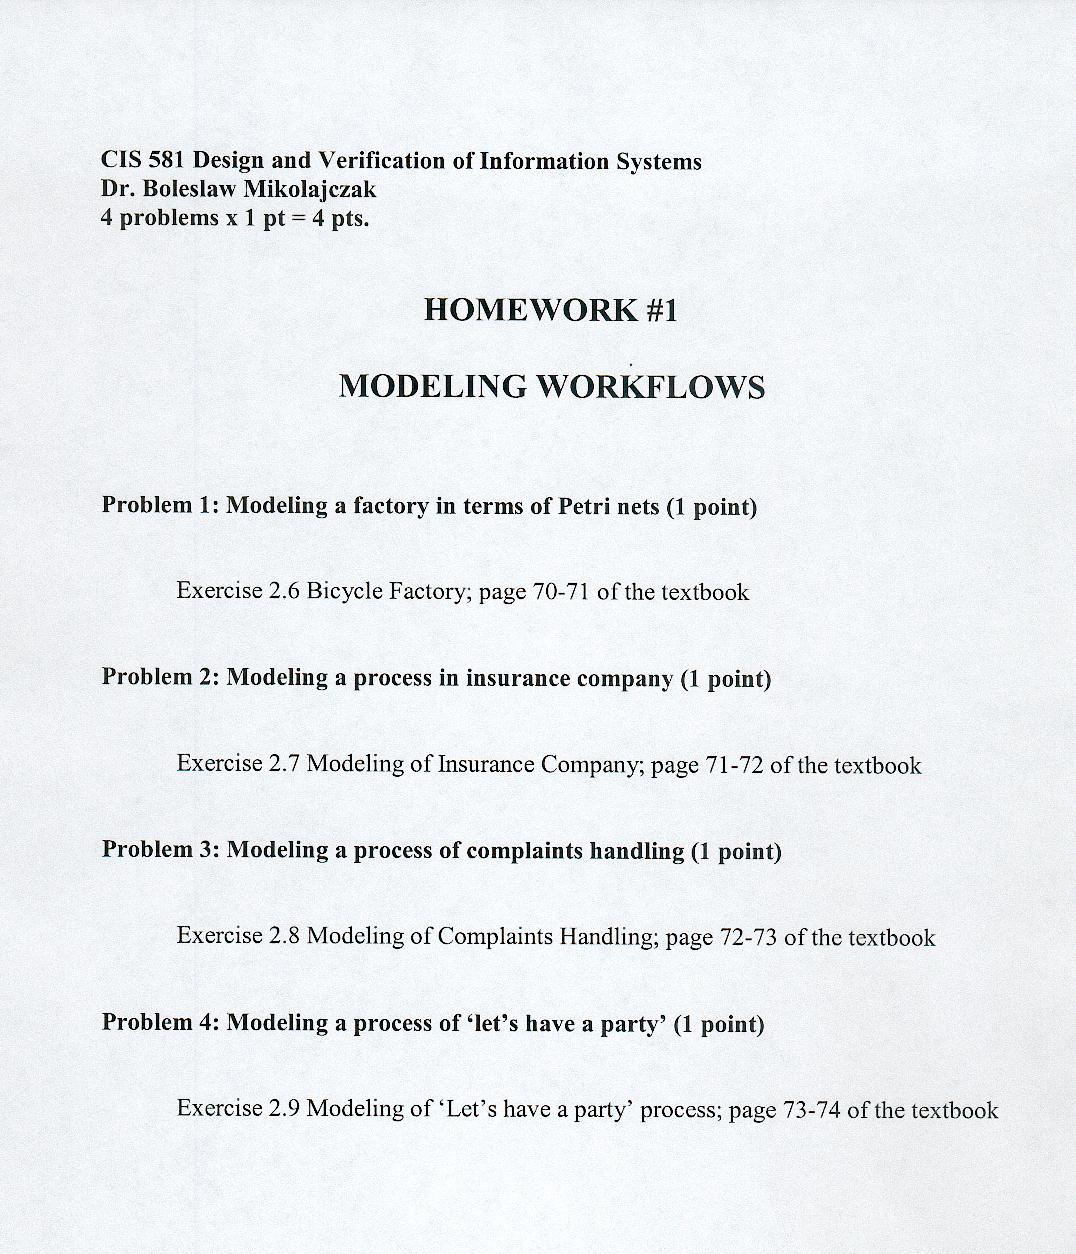 CIS 581 Design and Verification of Information Systems
Dr. Boleslaw Mikolajczak
4 problems x 1 pt = 4 pts.
HOMEWORK #1
MODELING WORKFLOWS
Problem 1: Modeling a factory in terms of Petri nets (1 point)
Exercise 2.6 Bicycle Factory; page 70-71 of the textbook
Problem 2: Modeling a process in insurance company (1 point)
Exercise 2.7 Modeling of Insurance Company; page 71-72 of the textbook
Problem 3: Modeling a process of complaints handling (1 point)
Exercise 2.8 Modeling of Complaints Handling; page 72-73 of the textbook
Problem 4: Modeling a process of ‘let’s have a party’ (1 point)
Exercise 2.9 Modeling of ‘Let’s have a party’ process; page 73-74 of the textbook